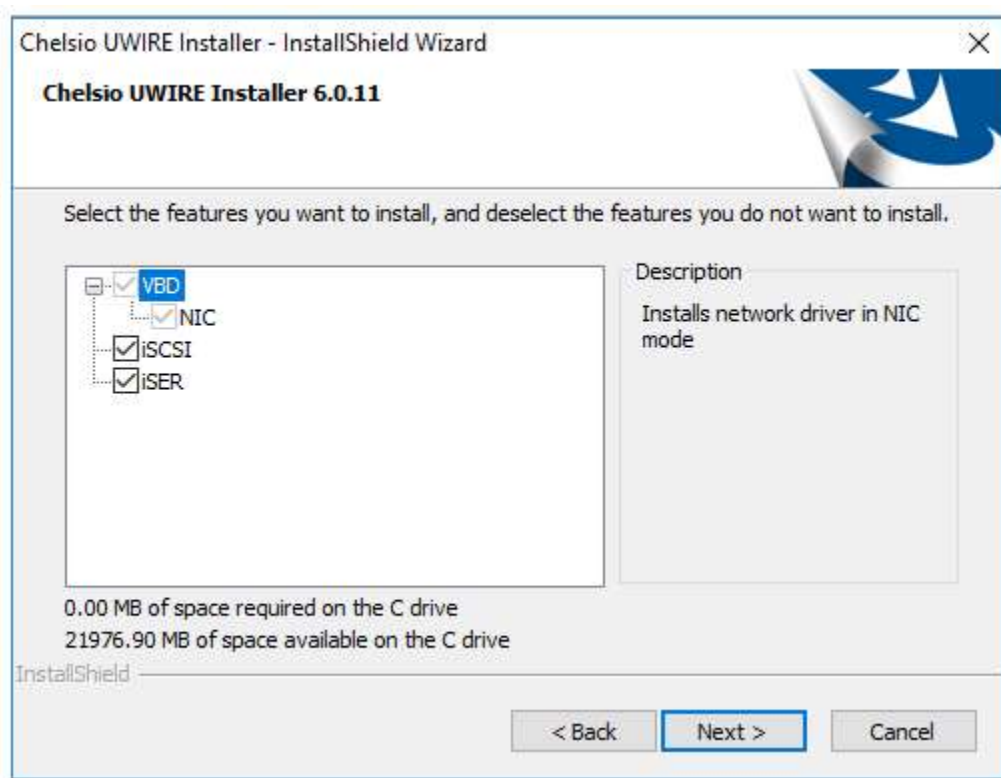 Chelsio UWIRE Installer - InstallShield Wizard
Chelsio UWIRE Installer 6.0.11
Select the features you want to install, and deselect the features you do not want to install.
VBD
NIC
iSCSI
iSER
Description
Installs network driver in NIC
mode
0.00 MB of space required on the C drive
21976.90 MB of space available on the C drive
InstallShield
< Back
Next >
Cancel